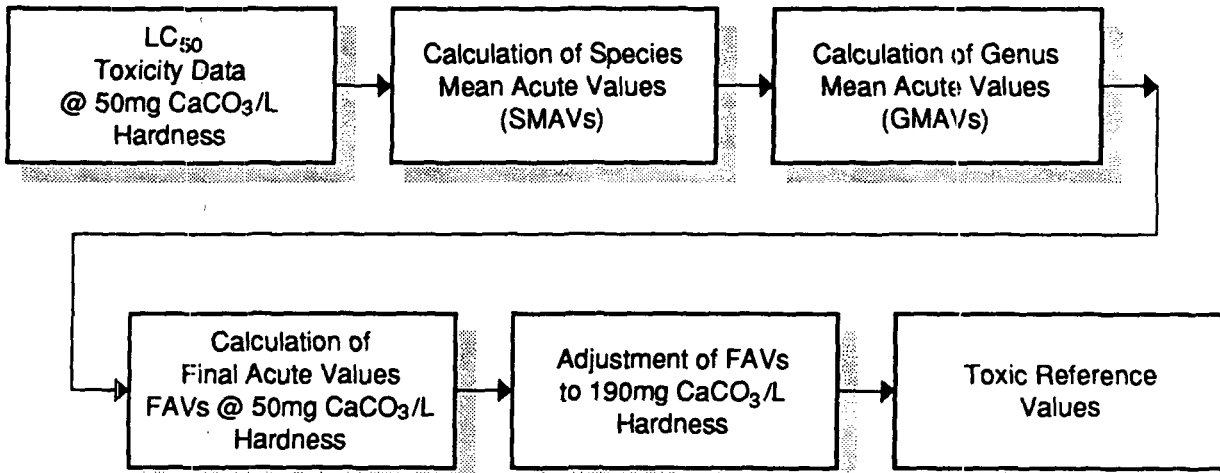 LC₅₀
Toxicity Data
@ 50mg CaCO₃/L
Hardness
Calculation of Species
Mean Acute Values
(SMAVs)
Calculation of Genus
Mean Acute Values
(GMAVs)
Calculation of
Final Acute Values
FAVs @ 50mg CaCO₃/L
Hardness
Adjustment of FAVs
to 190mg CaCO₃/L
Hardness
Toxic Reference
Values